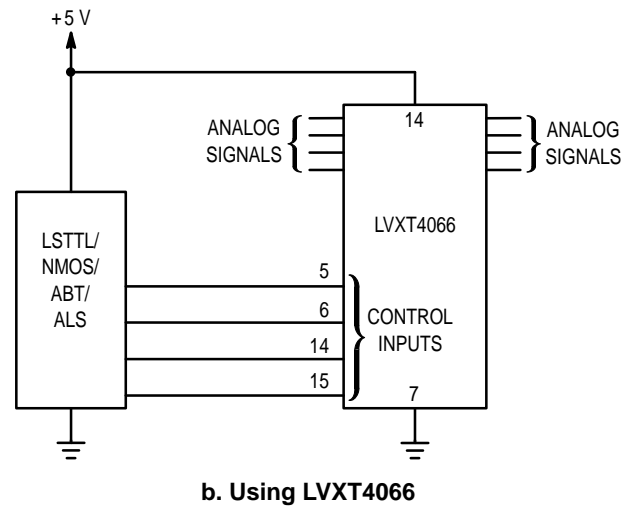 +5 V
14
ANALOG
SIGNALS
ANALOG
SIGNALS
LVXT4066
LSTTL/
NMOS/
ABT/
ALS
5
6
14
15
CONTROL
INPUTS
7
b. Using LVXT4066